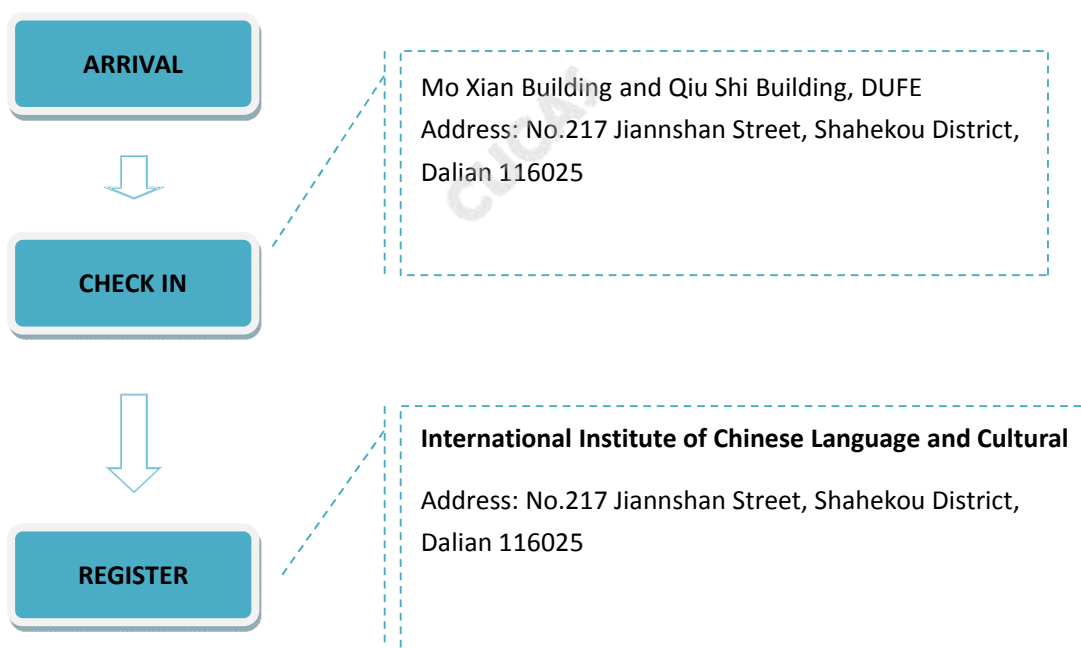 ARRIVAL
Mo Xian Building and Qiu Shi Building, DUFE
Address: No.217 Jiannshan Street, Shahekou District,
Dalian 116025
CUCAS
CHECK IN
International Institute of Chinese Language and Cultural
Address: No.217 Jiannshan Street, Shahekou District,
Dalian 116025
REGISTER